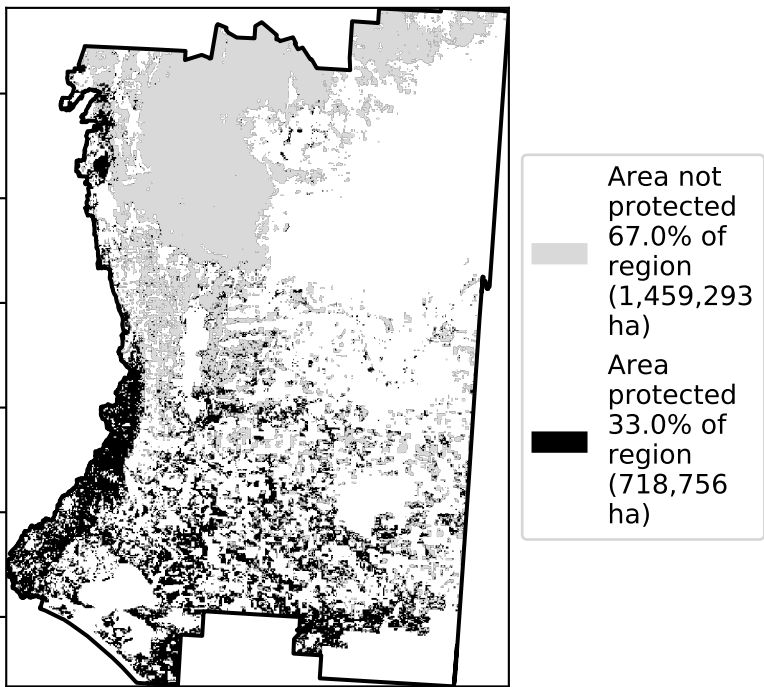 Area not
protected
67.0% of
region
(1,459,293
ha)
Area
protected
33.0% of
region
(718,756
ha)